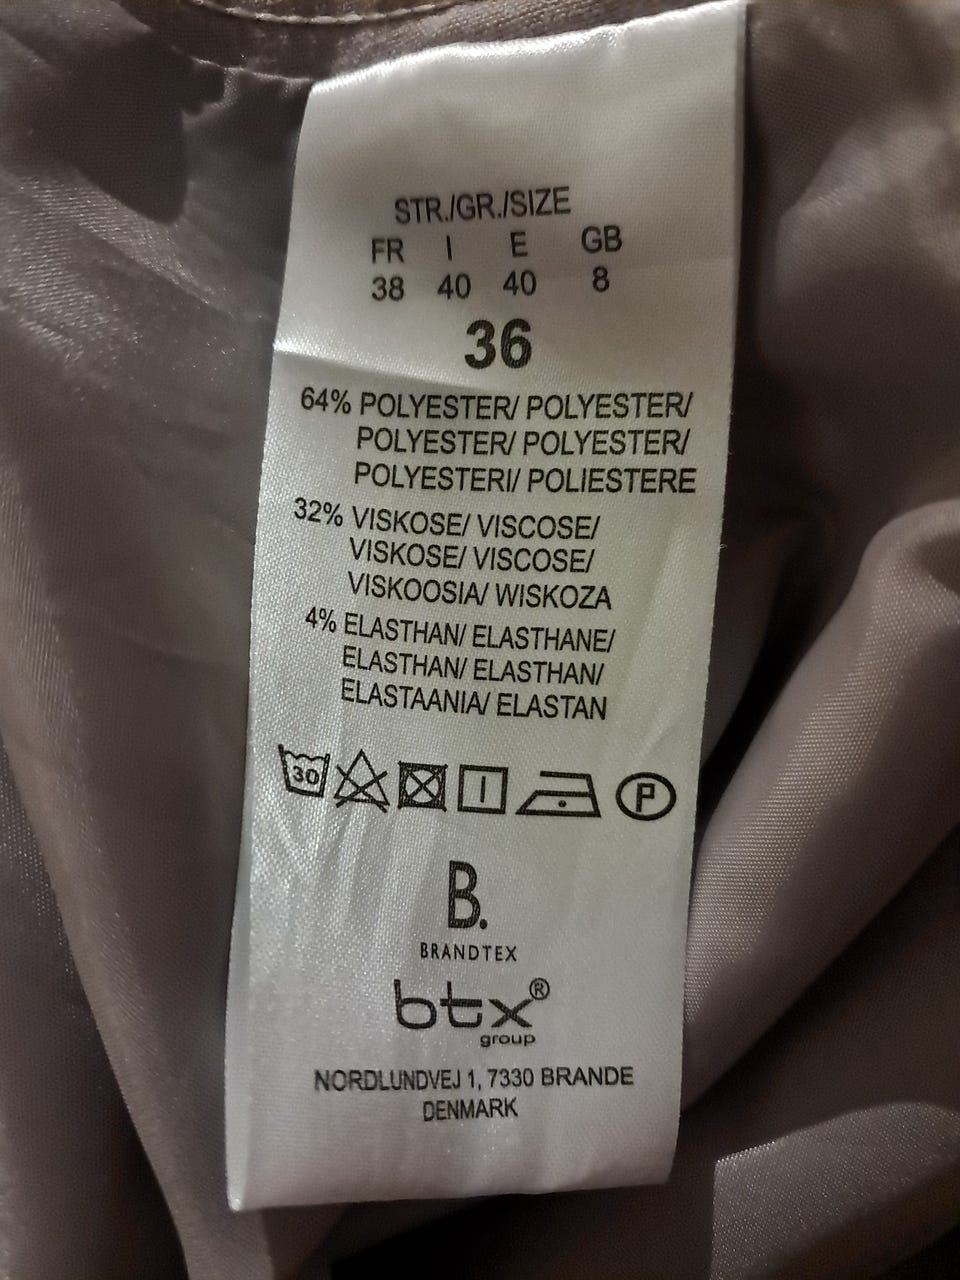 STR./GR./SIZE
FR I E GB
38 40 40 8
36
64% POLYESTER/ POLYESTER/
POLYESTER/ POLYESTER/
POLYESTERI/ POLIESTERE
32% VISKOSE/ VISCOSE/
VISKOSE/ VISCOSE/
VISKOOSIA/ WISKOZA
4% ELASTHAN/ ELASTHANE/
ELASTHAN/ ELASTHAN/
ELASTAANIA/ ELASTAN
30 P
B.
BRANDTEX
btx®
group
NORDLUNDVEJ 1, 7330 BRANDE
DENMARK